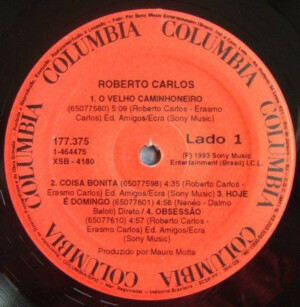 COLUMBIA COLUMBIA COLUMBIA COLUMBIA
ROBERTO CARLOS
1. O VELHO CAMINHONEIRO
(65077580) 5:09 (Roberto Carlos - Erasmo
Carlos) Ed. Amigos/Ecra (Sony Music)
177.375
1-464475
XSB - 4180
Lado 1
(P) 1993 Sony Music
Entertainment (Brasil) I.C.L.
2. COISA BONITA (65077598) 4:35 (Roberto Carlos -
Erasmo Carlos) Ed. Amigos/Ecra (Sony Music) 3. HOJE
É DOMINGO (65077601) 4:56 (Nenéo - Dalmo
Beloti) Direto/ 4. OBSESSÃO
(65077610) 4:57 (Roberto Carlos -
Erasmo Carlos) Ed. Amigos/Ecra
(Sony Music)
Produzido por Mauro Motta
Indústria Brasileira